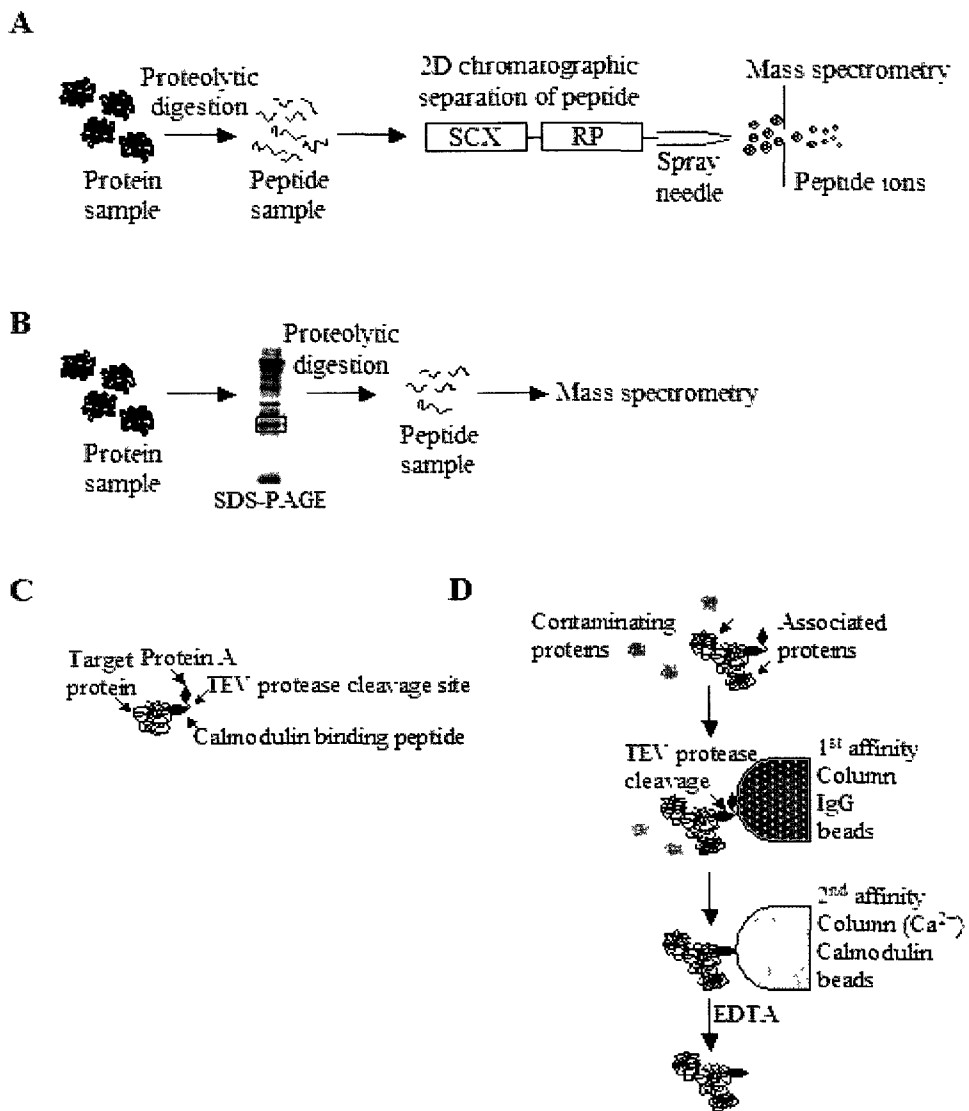 A
Proteolytic
digestion
Protein
sample
Peptide
sample
2D chromatographic
separation of peptide
SCX
RP
Spray
needle
Mass spectrometry
Peptide ions
B
Protein
sample
SDS-PAGE
Proteolytic
digestion
Peptide
sample
Mass spectrometry
C
Target
protein
Protein A
TEV protease cleavage site
Calmodulin binding peptide
D
Contaminating
proteins
Associated
proteins
TEV protease
cleavage
1st affinity
Column
IgG
beads
2nd affinity
Column (Ca2+)
Calmodulin
beads
EDTA